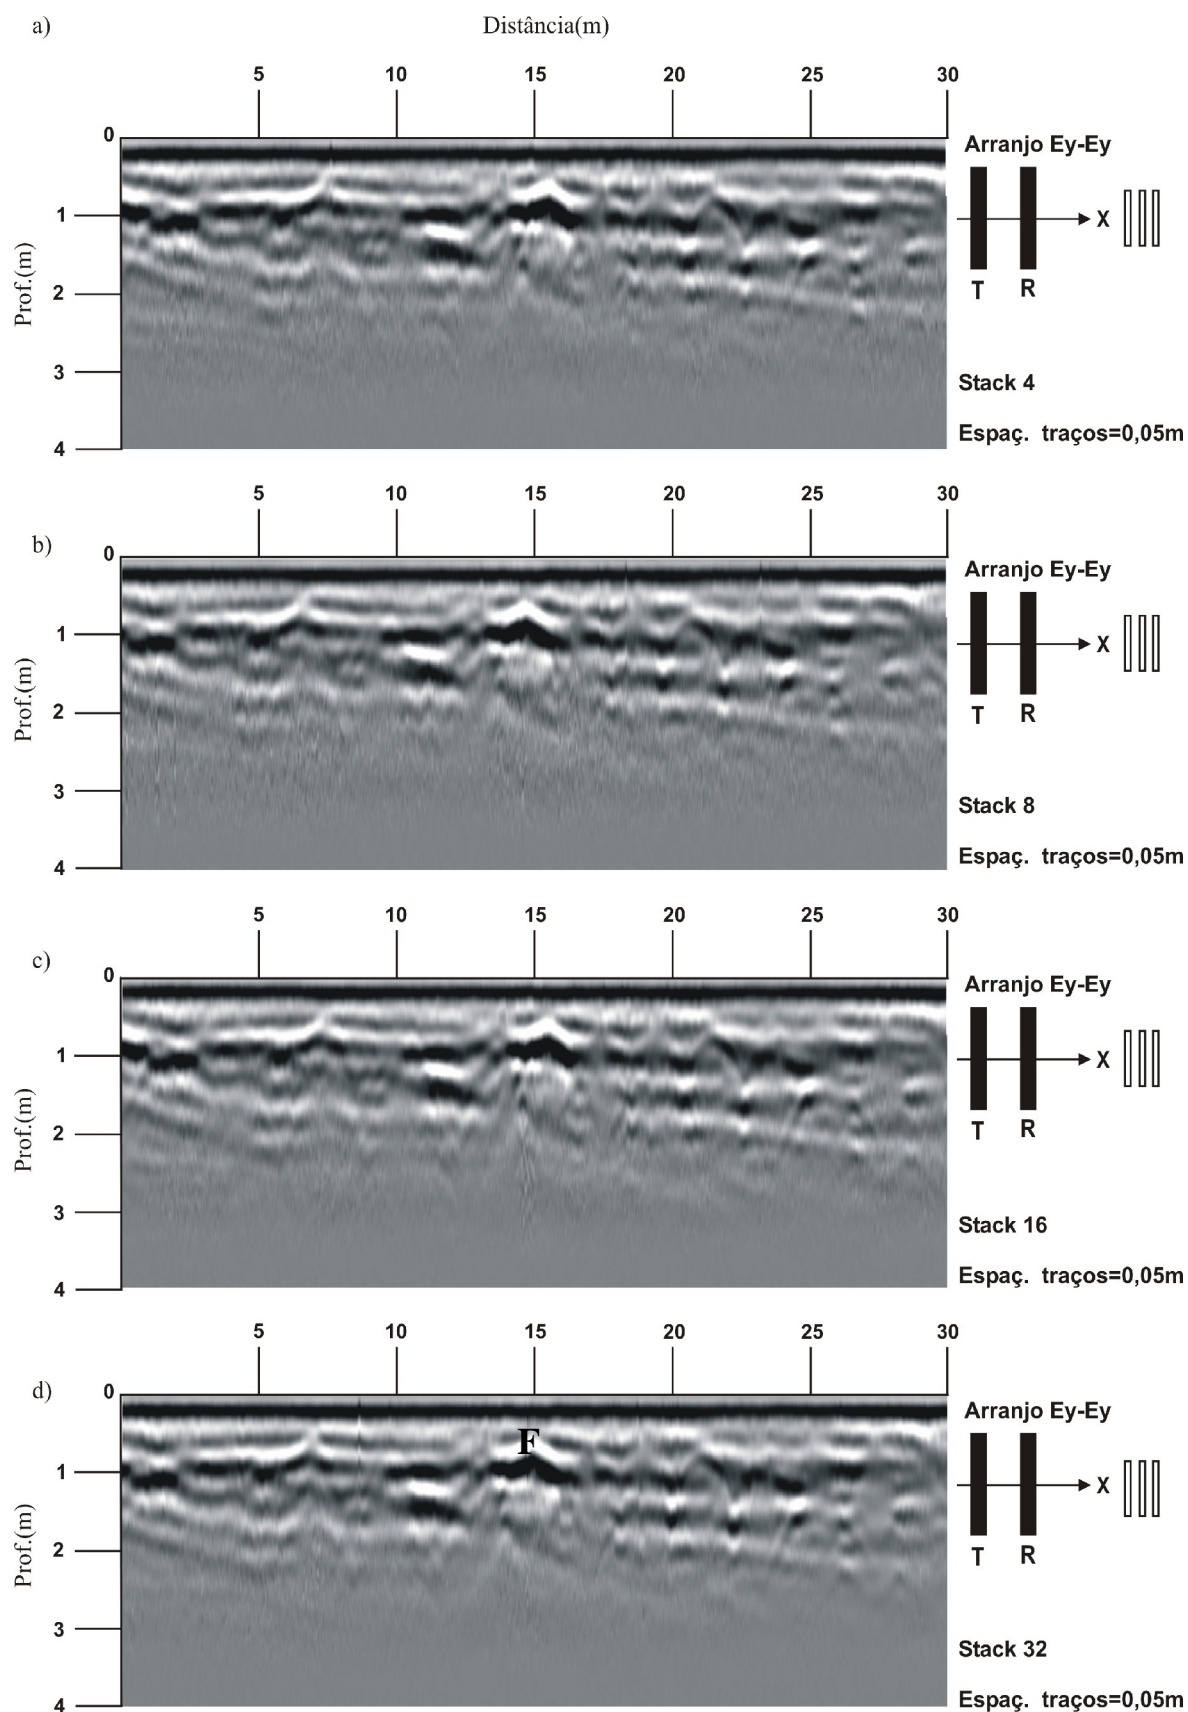 a)
Distância(m)
5 10 15 20 25 30
0
1
2
3
4
Prof.(m)
Arranjo Ey-Ey
X
T R
Stack 4
Espaç. traços=0,05m
5 10 15 20 25 30
b)
0
1
2
3
4
Prof.(m)
Arranjo Ey-Ey
X
T R
Stack 8
Espaç. traços=0,05m
5 10 15 20 25 30
c)
0
1
2
3
4
Prof.(m)
Arranjo Ey-Ey
X
T R
Stack 16
Espaç. traços=0,05m
5 10 15 20 25 30
d)
0
1
2
3
4
Prof.(m)
F
Arranjo Ey-Ey
X
T R
Stack 32
Espaç. traços=0,05m